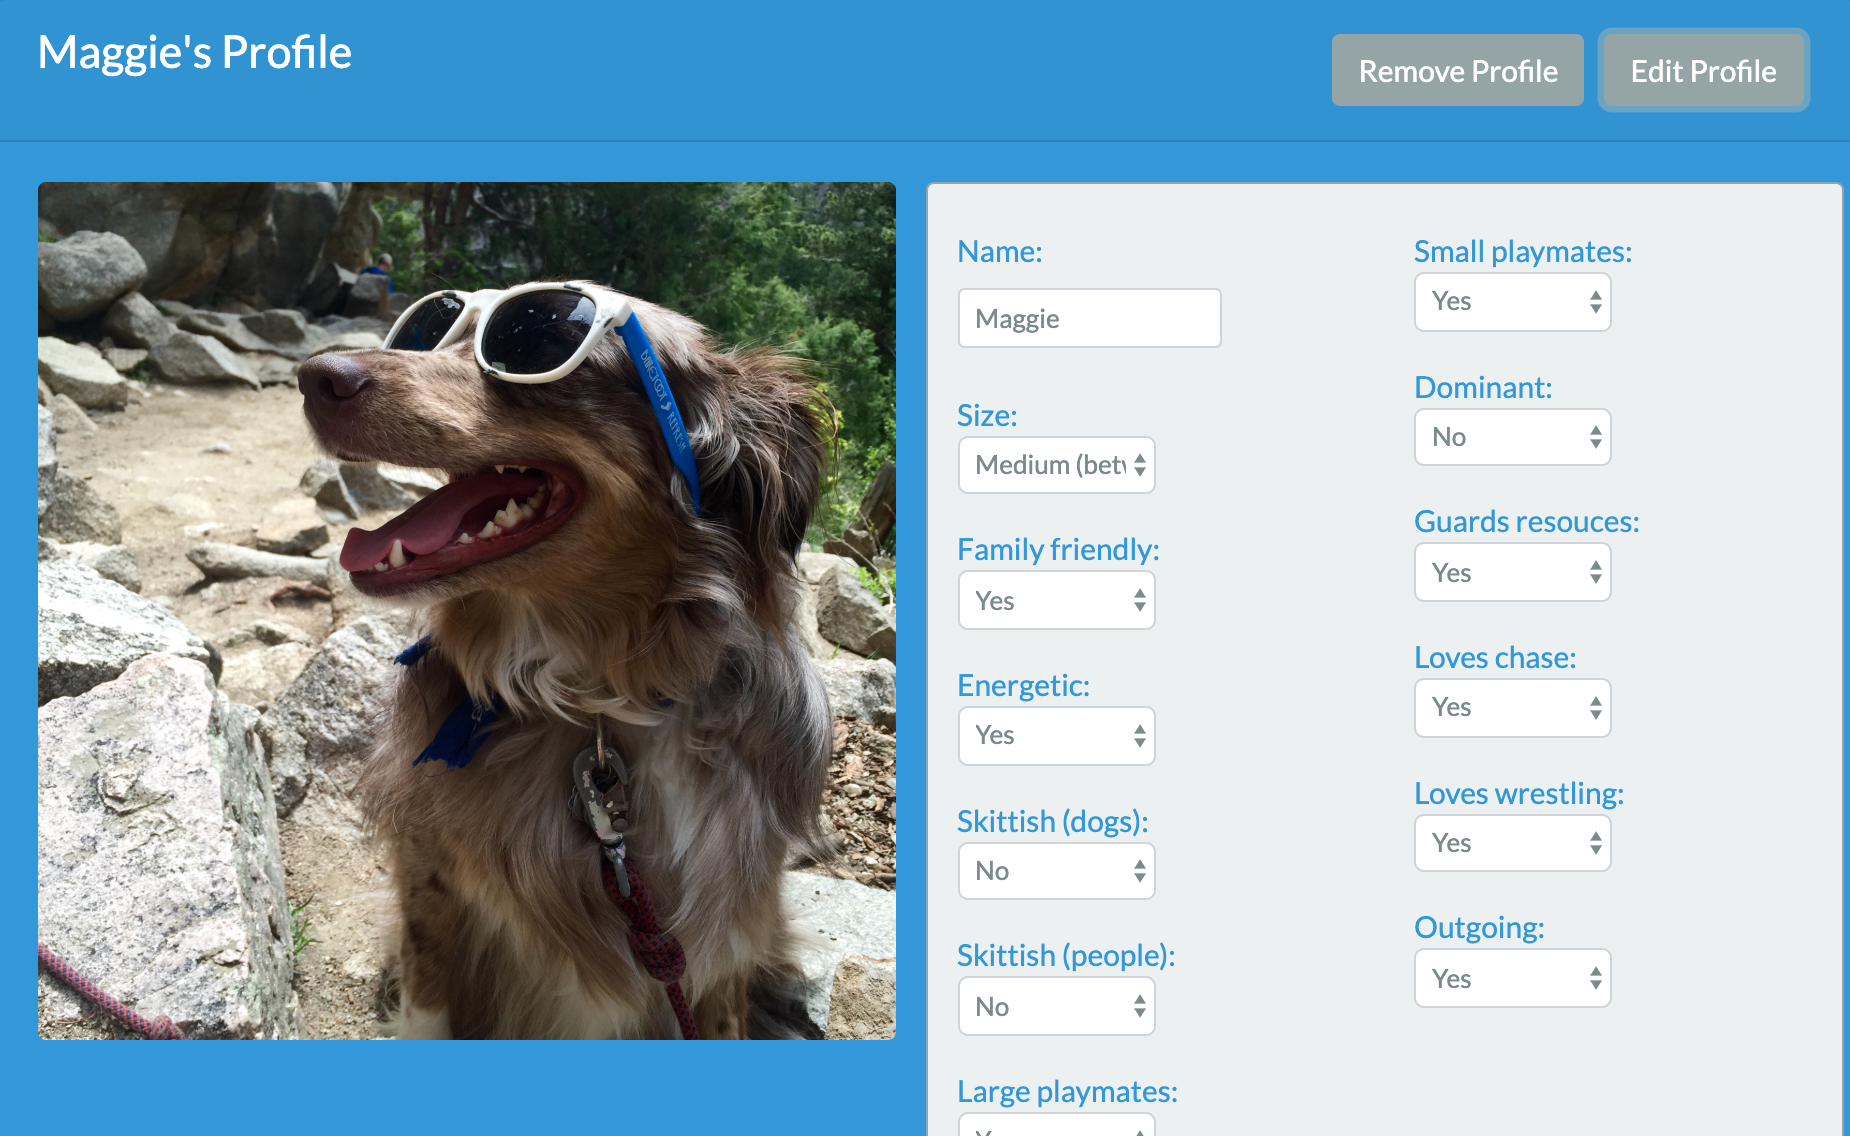 Maggie's Profile
Remove Profile
Edit Profile
Name:
Maggie
Size:
Medium (betw
Family friendly:
Yes
Energetic:
Yes
Skittish (dogs):
No
Skittish (people):
No
Large playmates:
Small playmates:
Yes
Dominant:
No
Guards resouces:
Yes
Loves chase:
Yes
Loves wrestling:
Yes
Outgoing:
Yes